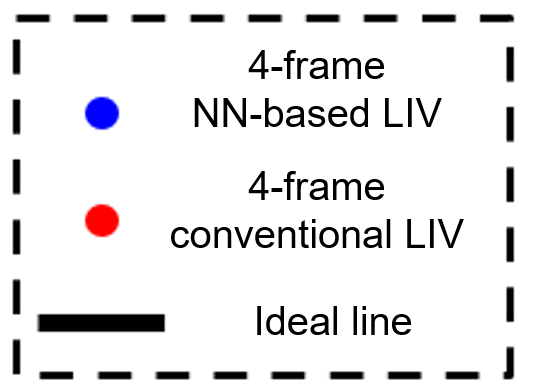 4-frame
NN-based LIV
4-frame
conventional LIV
Ideal line